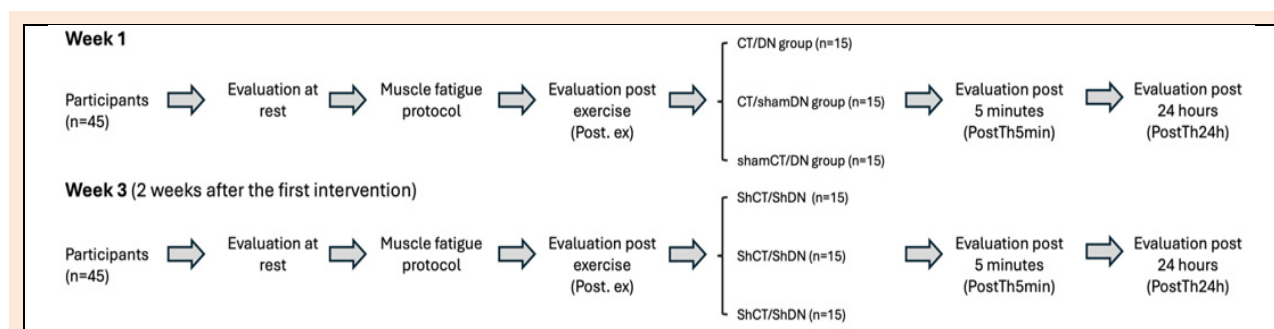 Week 1
Participants
(n=45)
Evaluation at
rest
Muscle fatigue
protocol
Evaluation post
exercise
(Post. ex)
CT/DN group (n=15)
CT/shamDN group (n=15)
shamCT/DN group (n=15)
Evaluation post
5 minutes
(PostTh5min)
Evaluation post
24 hours
(PostTh24h)
Week 3 (2 weeks after the first intervention)
Participants
(n=45)
Evaluation at
rest
Muscle fatigue
protocol
Evaluation post
exercise
(Post. ex)
ShCT/ShDN (n=15)
ShCT/ShDN (n=15)
ShCT/ShDN (n=15)
Evaluation post
5 minutes
(PostTh5min)
Evaluation post
24 hours
(PostTh24h)